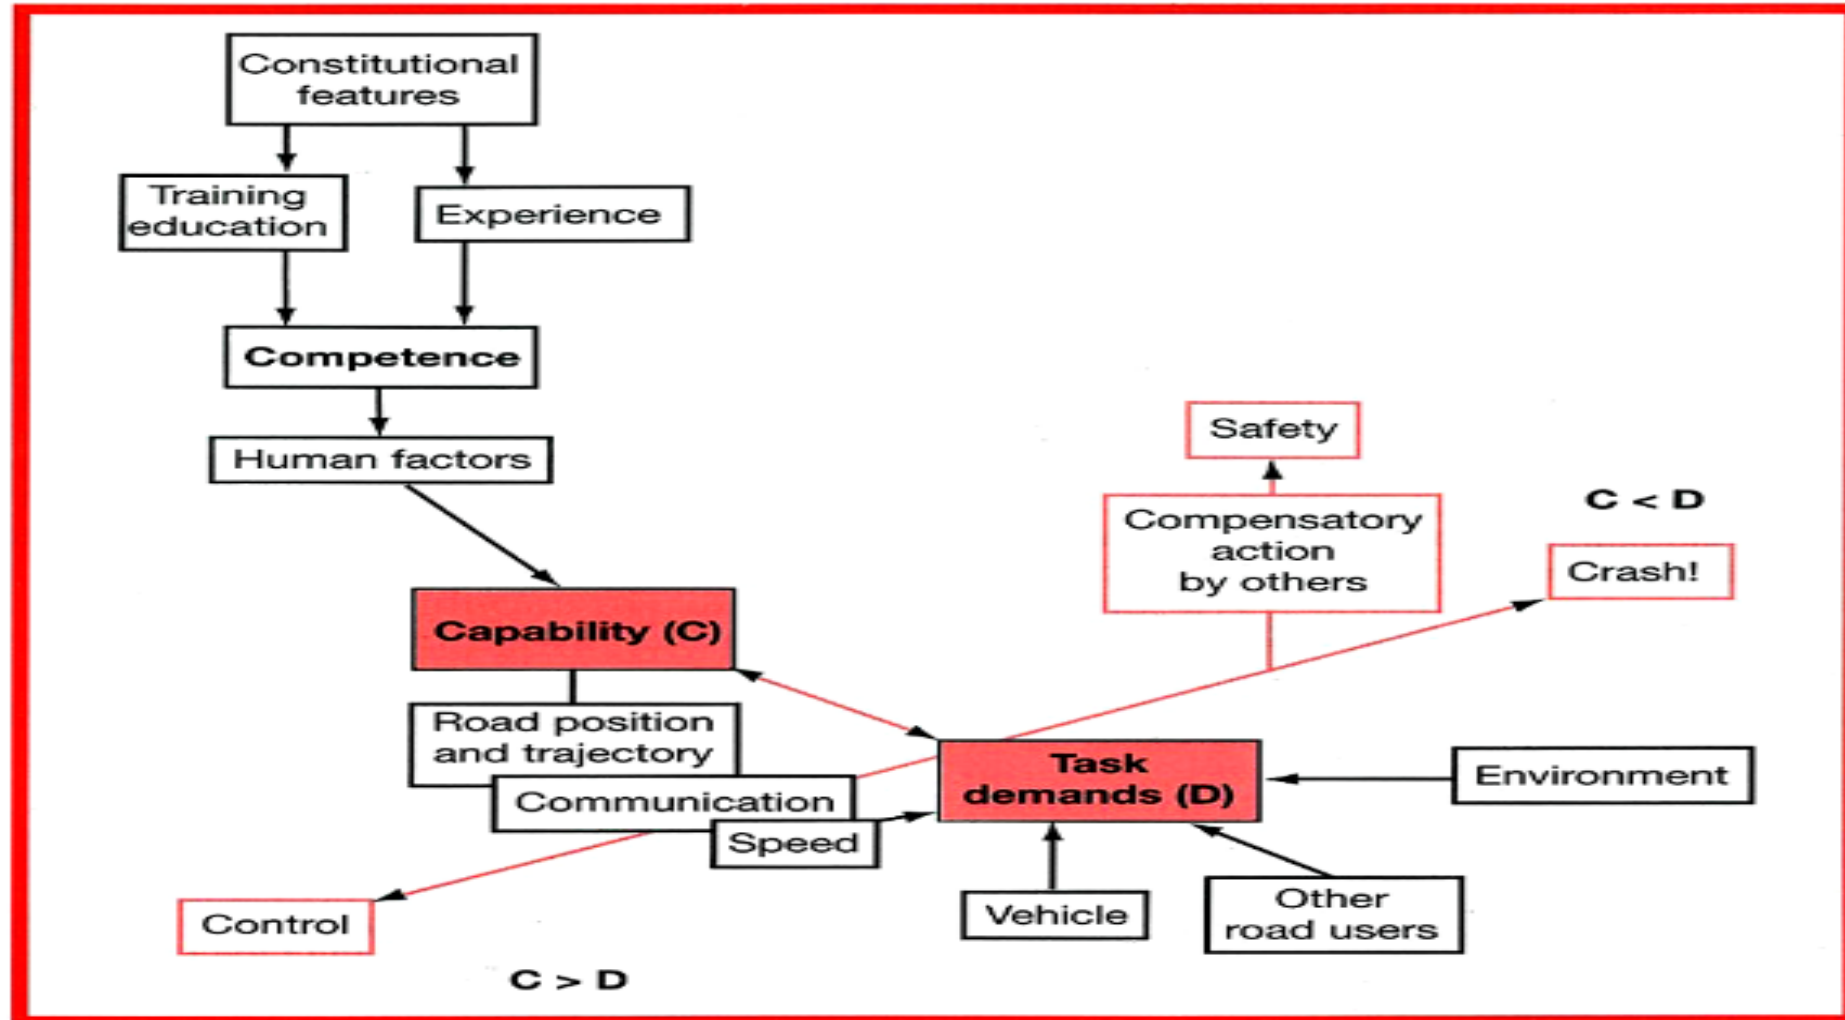 Constitutional
features
Training
education
Experience
Competence
Human factors
Safety
Compensatory
action
by others
C < D
Crash!
Capability (C)
Road position
and trajectory
Communication
Speed
Task
demands (D)
Environment
Vehicle
Other
road users
Control
C > D